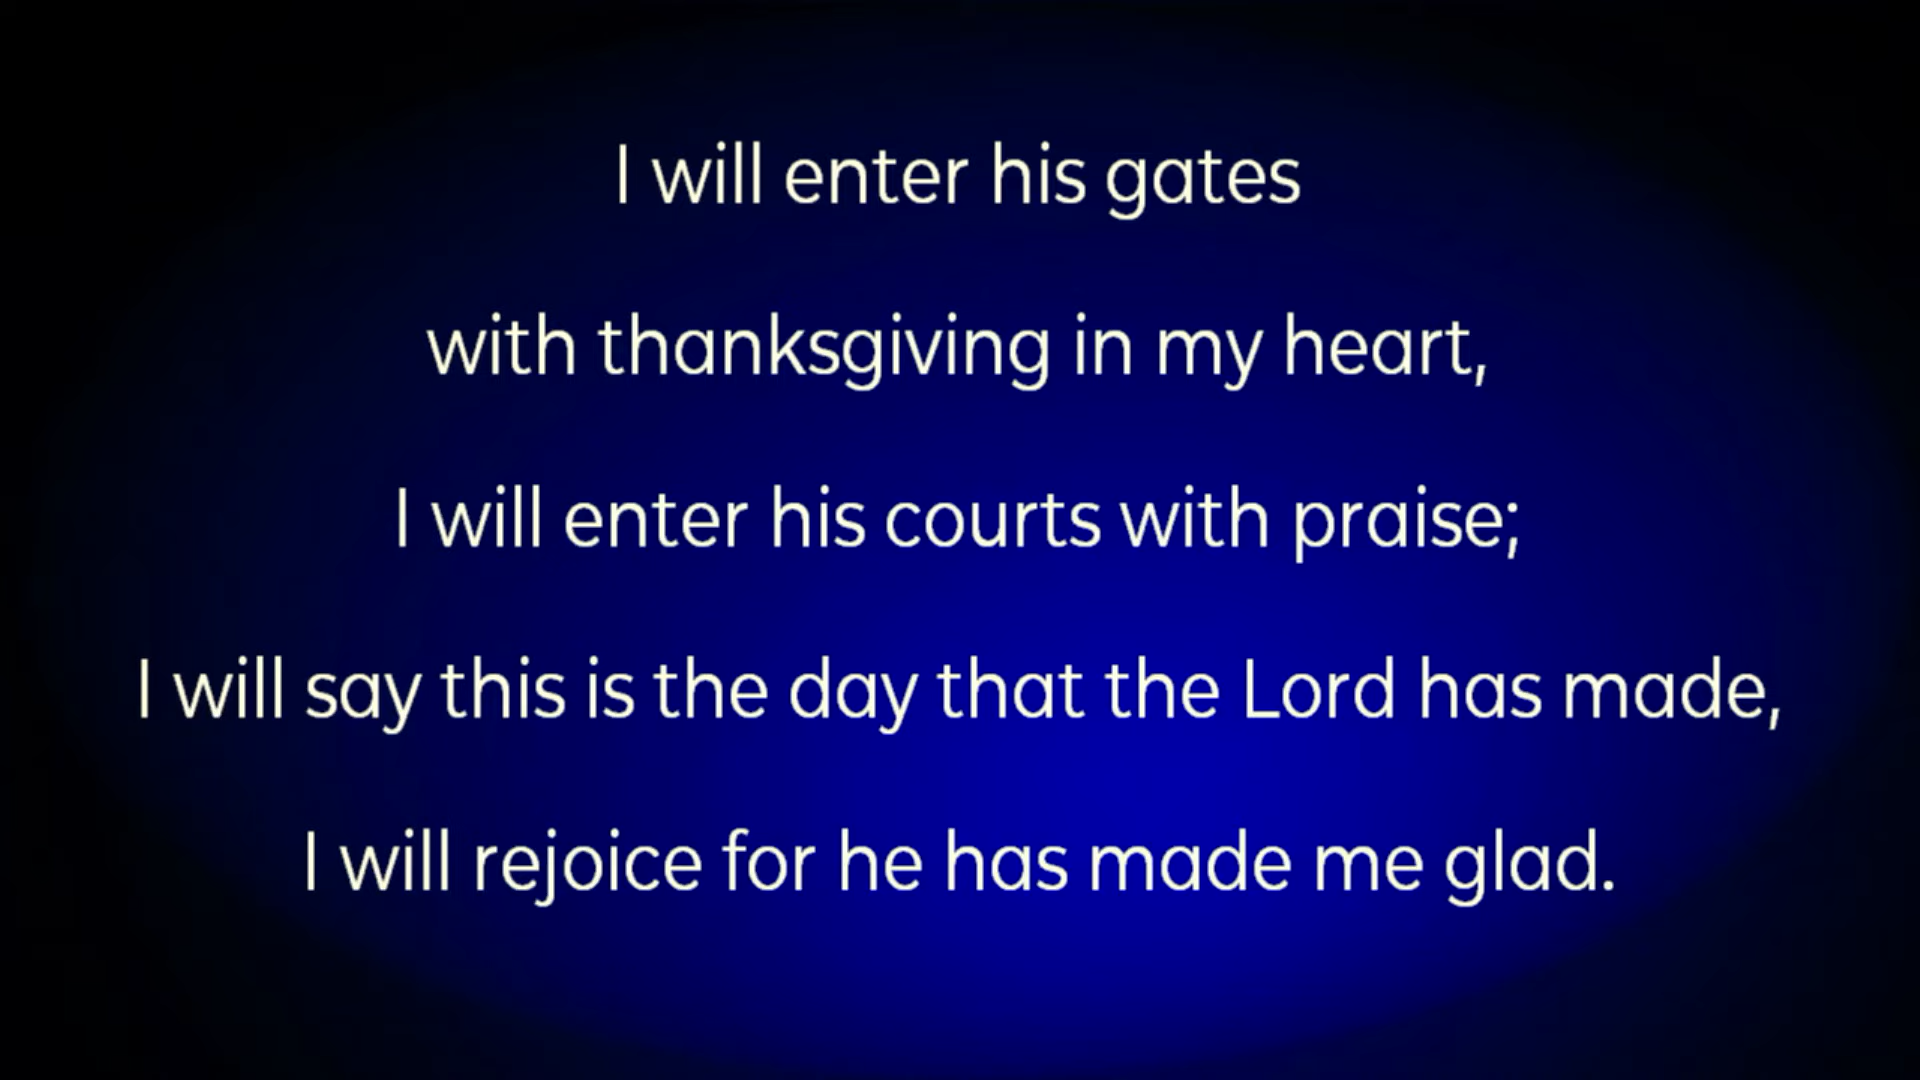 I will enter his gates
with thanksgiving in my heart,
I will enter his courts with praise;
I will say this is the day that the Lord has made,
I will rejoice for he has made me glad.